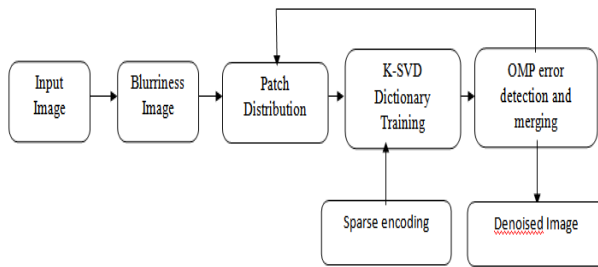 Input
Image
Blurriness
Image
Patch
Distribution
K-SVD
Dictionary
Training
OMP error
detection and
merging
Sparse encoding
Denoised Image